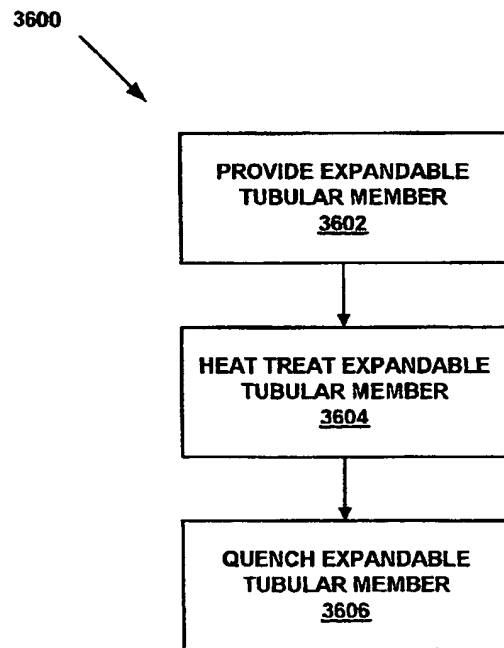 3600
PROVIDE EXPANDABLE
TUBULAR MEMBER
3602
HEAT TREAT EXPANDABLE
TUBULAR MEMBER
3604
QUENCH EXPANDABLE
TUBULAR MEMBER
3606